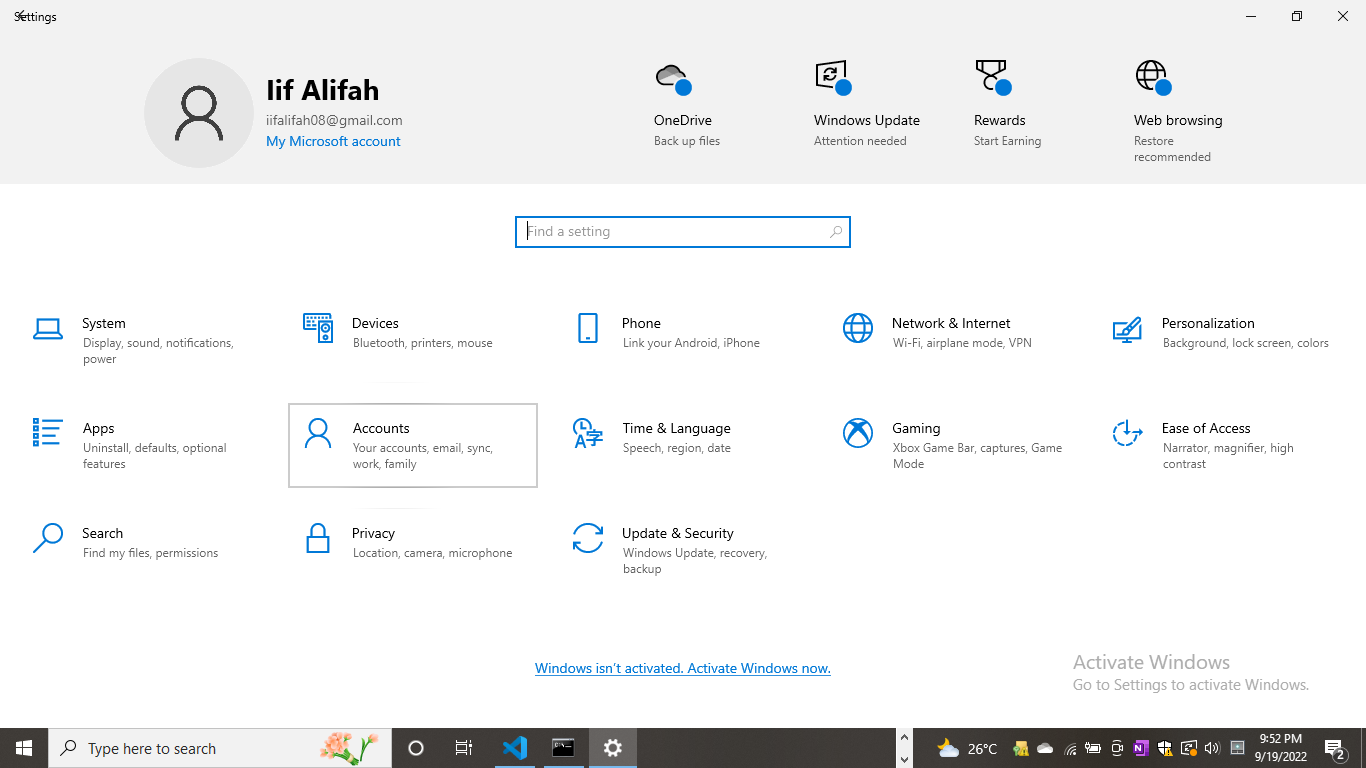 Settings
Iif Alifah
iifalifah08@gmail.com
My Microsoft account
OneDrive
Back up files
Windows Update
Attention needed
Rewards
Start Earning
Web browsing
Restore
recommended
Find a setting
System
Display, sound, notifications,
power
Devices
Bluetooth, printers, mouse
Phone
Link your Android, iPhone
Network & Internet
Wi-Fi, airplane mode, VPN
Personalization
Background, lock screen, colors
Apps
Uninstall, defaults, optional
features
Accounts
Your accounts, email, sync,
work, family
Time & Language
Speech, region, date
Gaming
Xbox Game Bar, captures, Game
Mode
Ease of Access
Narrator, magnifier, high
contrast
Search
Find my files, permissions
Privacy
Location, camera, microphone
Update & Security
Windows Update, recovery,
backup
Windows isn't activated. Activate Windows now.
Activate Windows
Go to Settings to activate Windows.
Type here to search
26°C
9:52 PM
9/19/2022
2